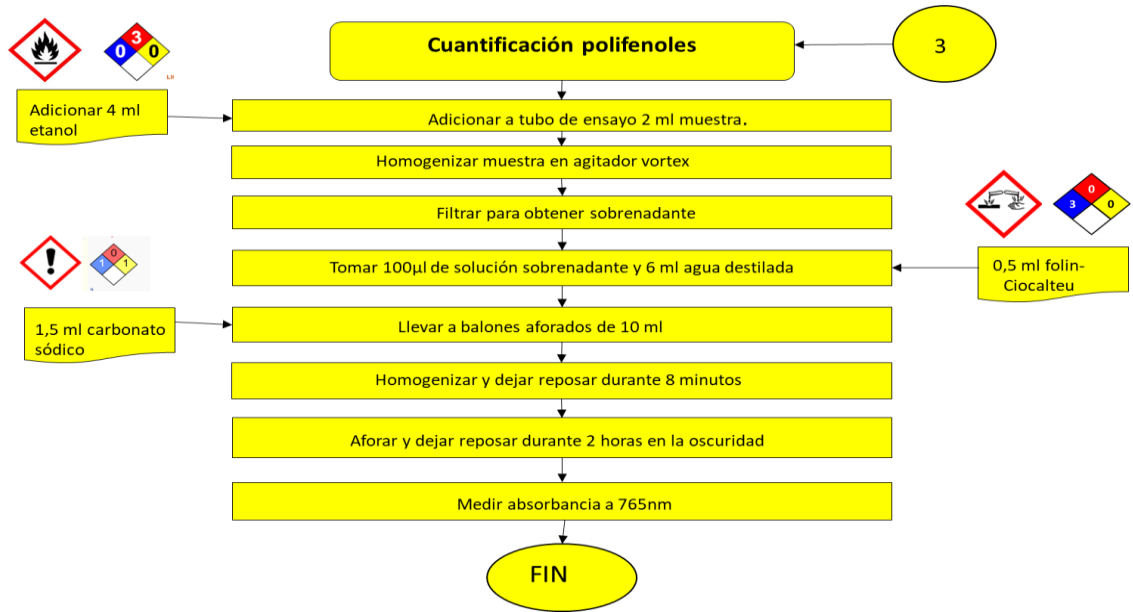 Cuantificación polifenoles
3
0
3
0
Adicionar 4 ml
etanol
Adicionar a tubo de ensayo 2 ml muestra.
Homogenizar muestra en agitador vortex
Filtrar para obtener sobrenadante
0
3
0
0
1
1
Tomar 100µl de solución sobrenadante y 6 ml agua destilada
0,5 ml folin-
Ciocalteu
1,5 ml carbonato
sódico
Llevar a balones aforados de 10 ml
Homogenizar y dejar reposar durante 8 minutos
Aforar y dejar reposar durante 2 horas en la oscuridad
Medir absorbancia a 765nm
FIN